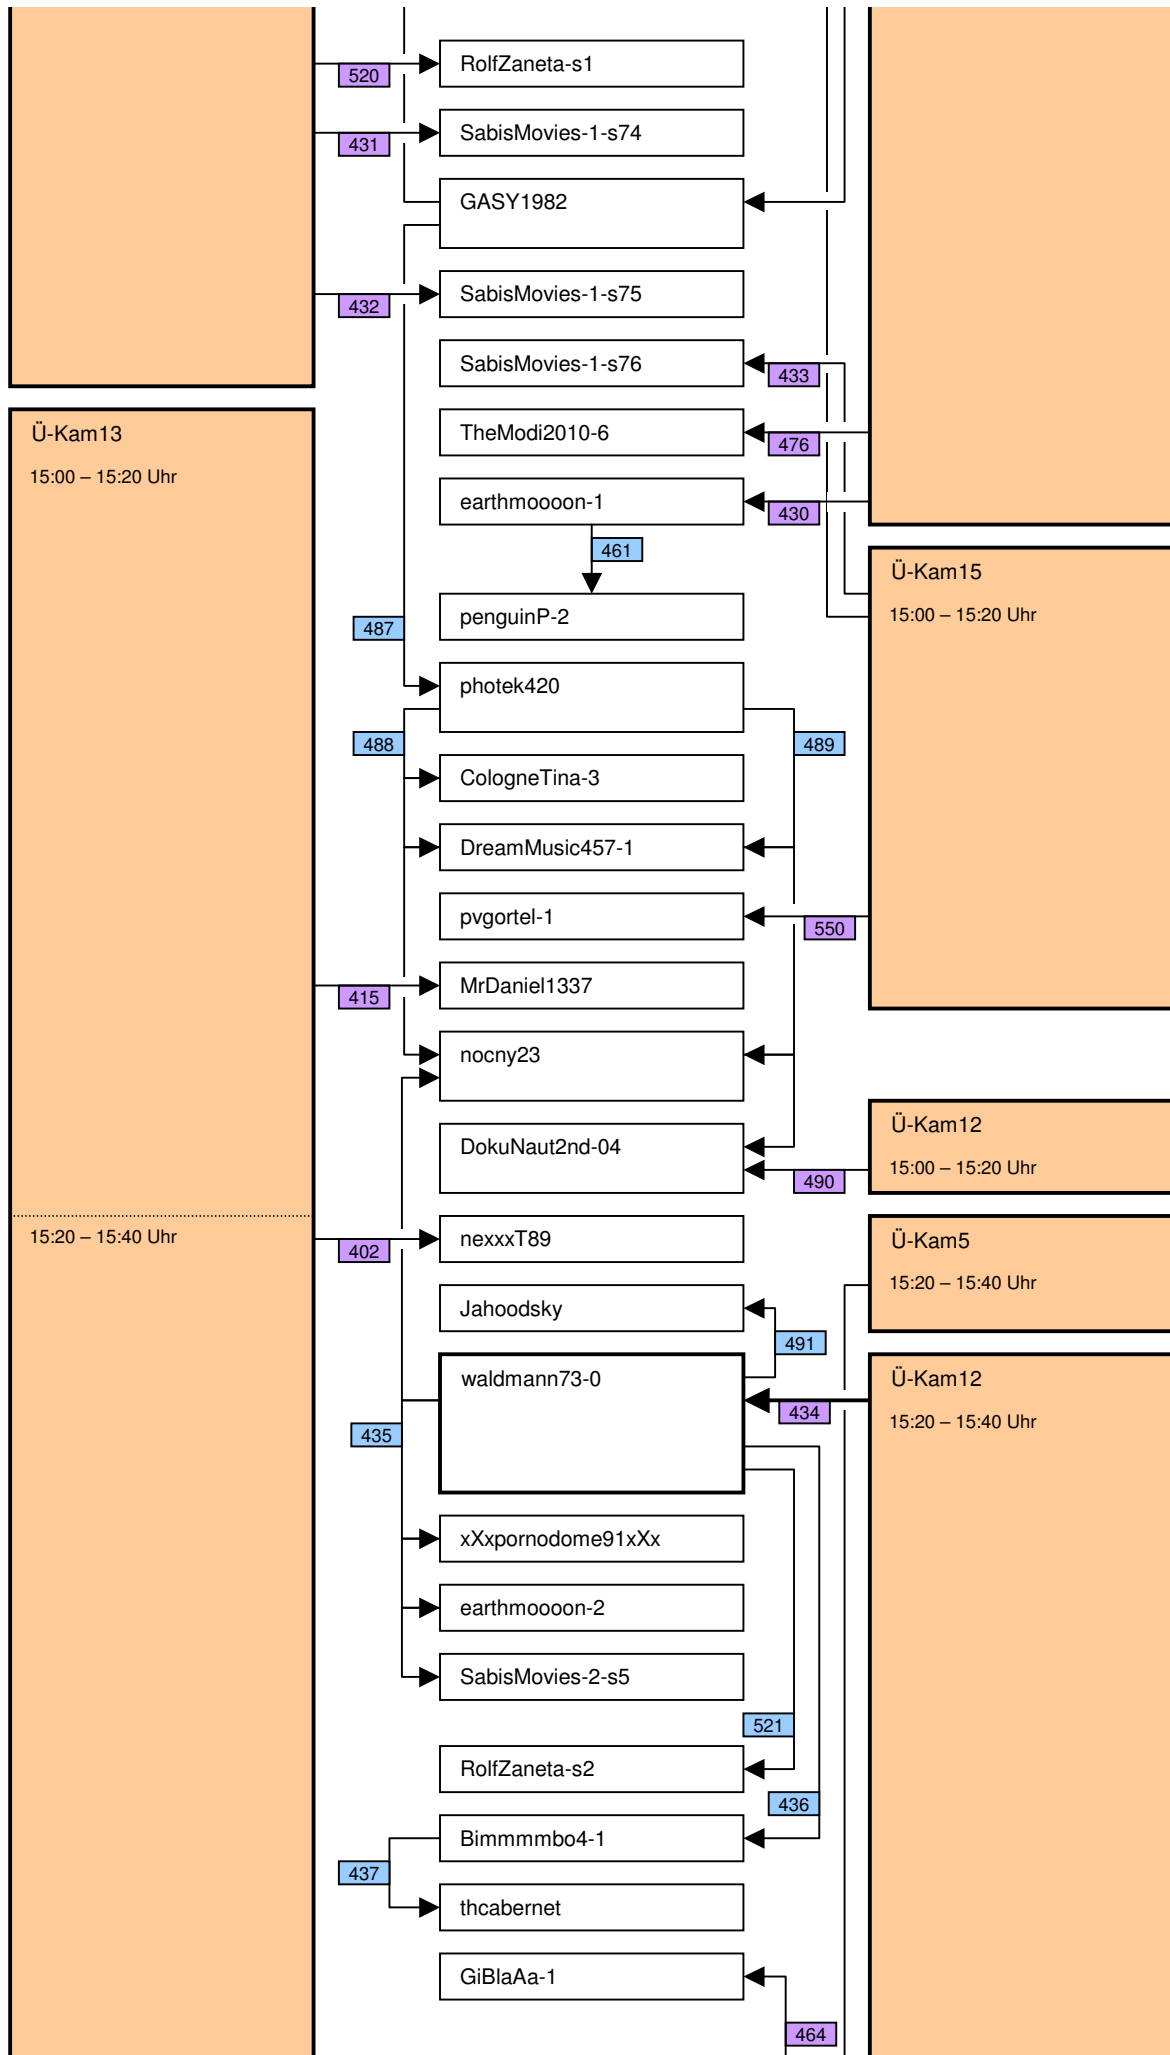 RolfZaneta-s1
520
SabisMovies-1-s74
431
GASY1982
SabisMovies-1-s75
432
SabisMovies-1-s76
433
Ü-Kam13
TheModi2010-6
476
15:00 – 15:20 Uhr
earthmoooon-1
430
461
Ü-Kam15
penguinP-2
15:00 – 15:20 Uhr
487
photek420
488
489
CologneTina-3
DreamMusic457-1
pvgortel-1
550
MrDaniel1337
415
nocny23
Ü-Kam12
DokuNaut2nd-04
15:00 – 15:20 Uhr
490
15:20 – 15:40 Uhr
nexxxT89
Ü-Kam5
402
15:20 – 15:40 Uhr
Jahoodsky
491
waldmann73-0
Ü-Kam12
434
15:20 – 15:40 Uhr
435
xXxpornodome91xXx
earthmoooon-2
SabisMovies-2-s5
521
RolfZaneta-s2
436
Bimmmmbo4-1
437
thcabernet
GiBlaAa-1
464